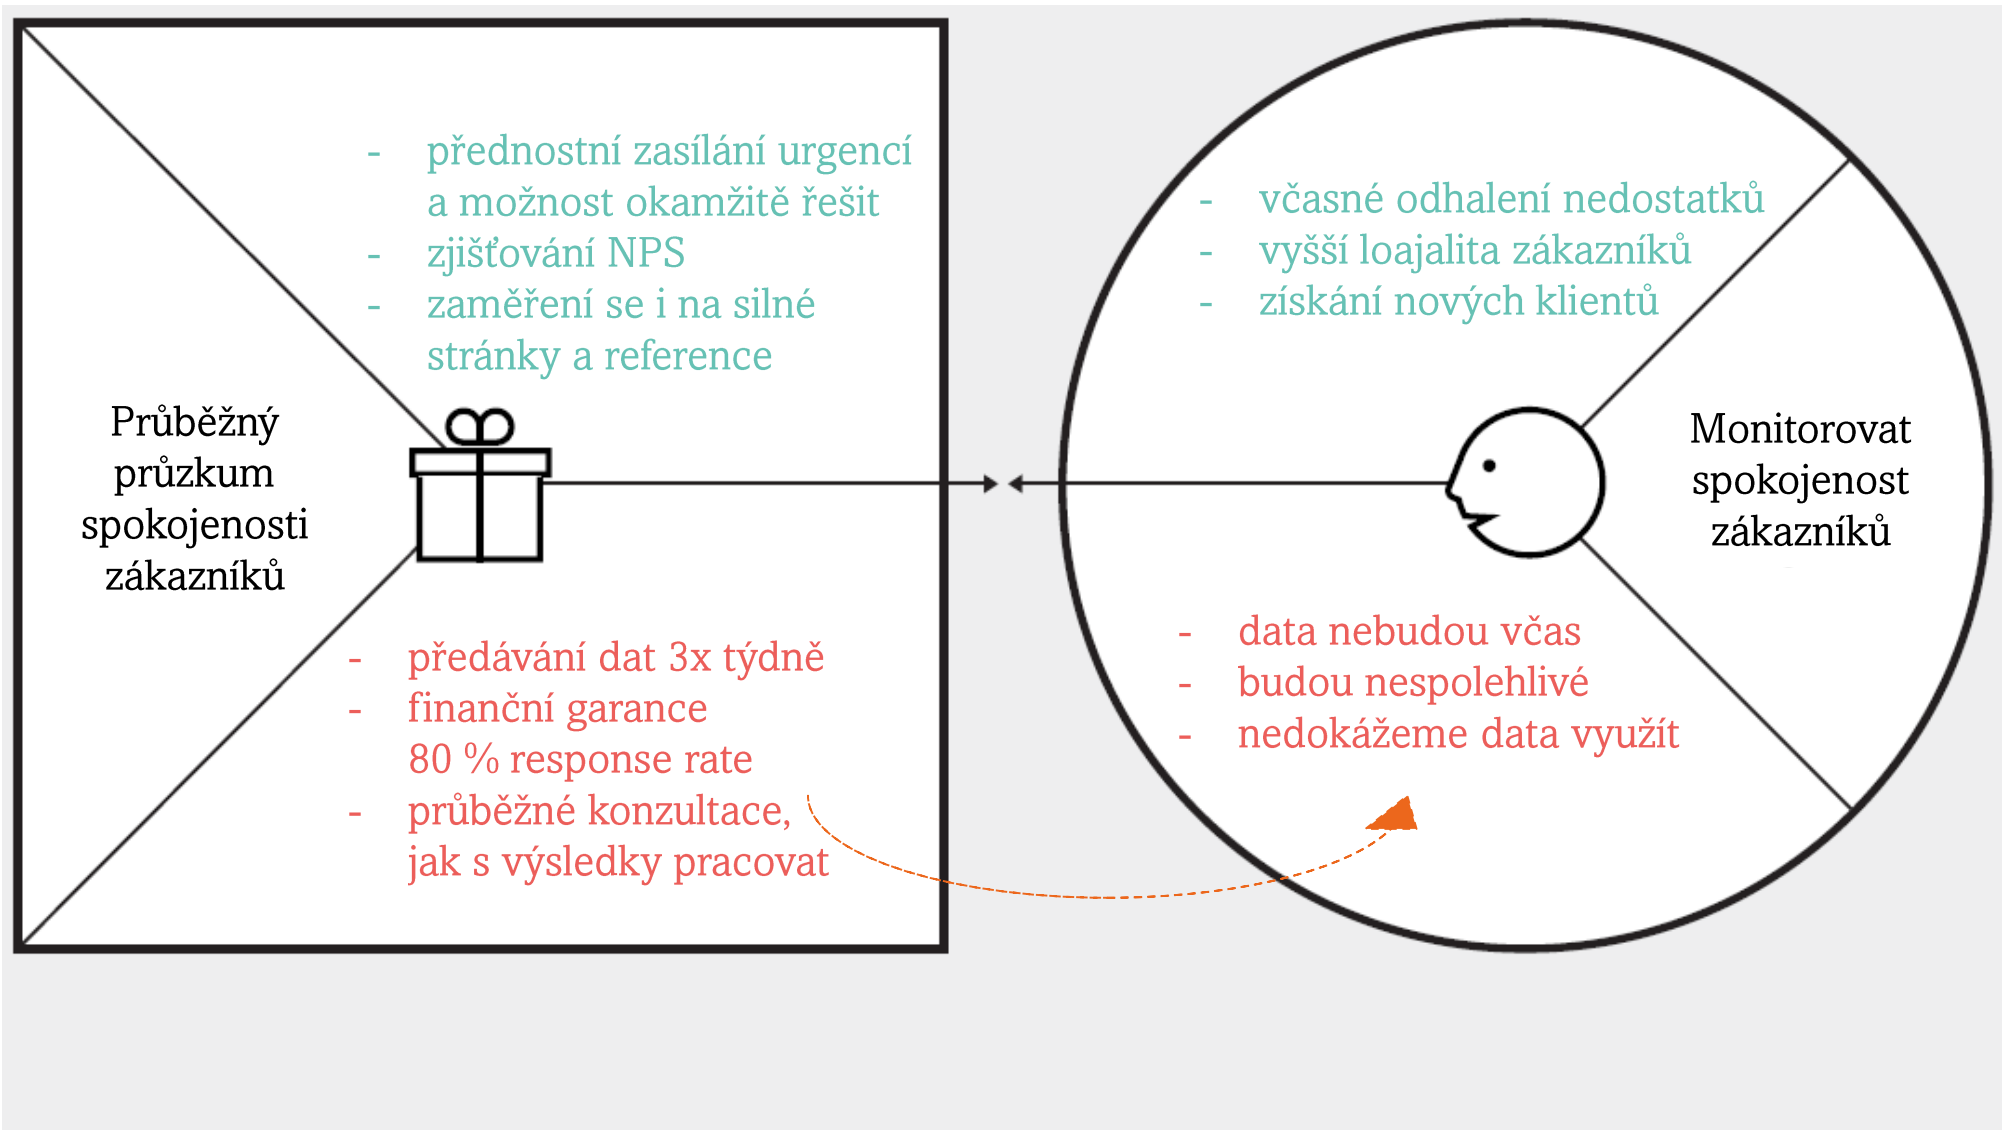 - přednostní zasílání urgencí
a možnost okamžitě řešit
- zjišťování NPS
- zaměření se i na silné
stránky a reference
Průběžný
průzkum
spokojenosti
zákazníků
- předávání dat 3x týdně
- finanční garance
80 % response rate
- průběžné konzultace,
jak s výsledky pracovat
- včasné odhalení nedostatků
- vyšší loajalita zákazníků
- získání nových klientů
Monitorovat
spokojenost
zákazníků
- data nebudou včas
- budou nespolehlivé
- nedokážeme data využít